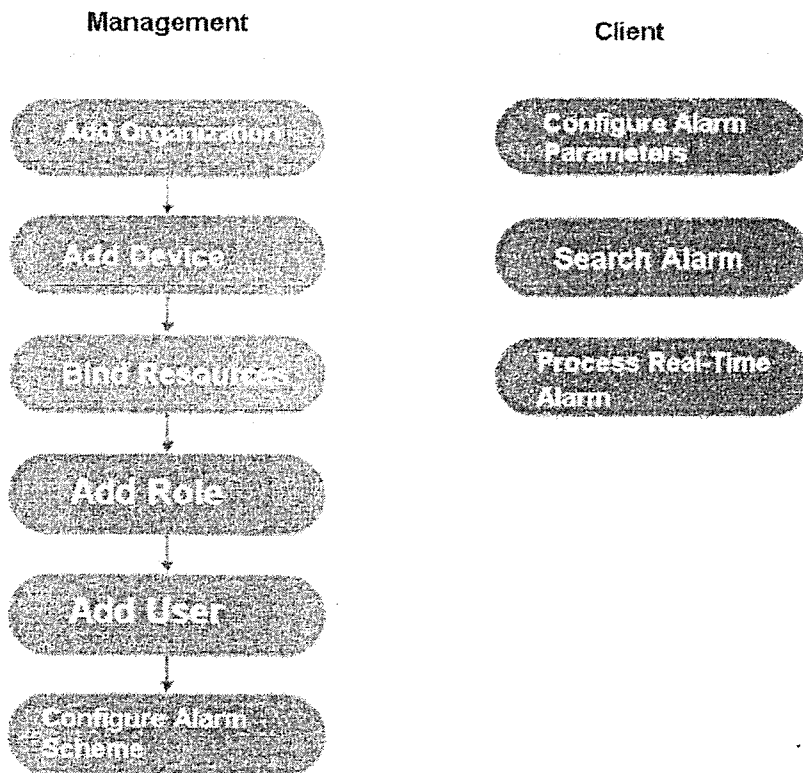 Management
Client
Add Organization
Add Device
Bind Resources
Add Role
Add User
Configure Alarm
Scheme
Configure Alarm
Parameters
Search Alarm
Process Real-Time
Alarm